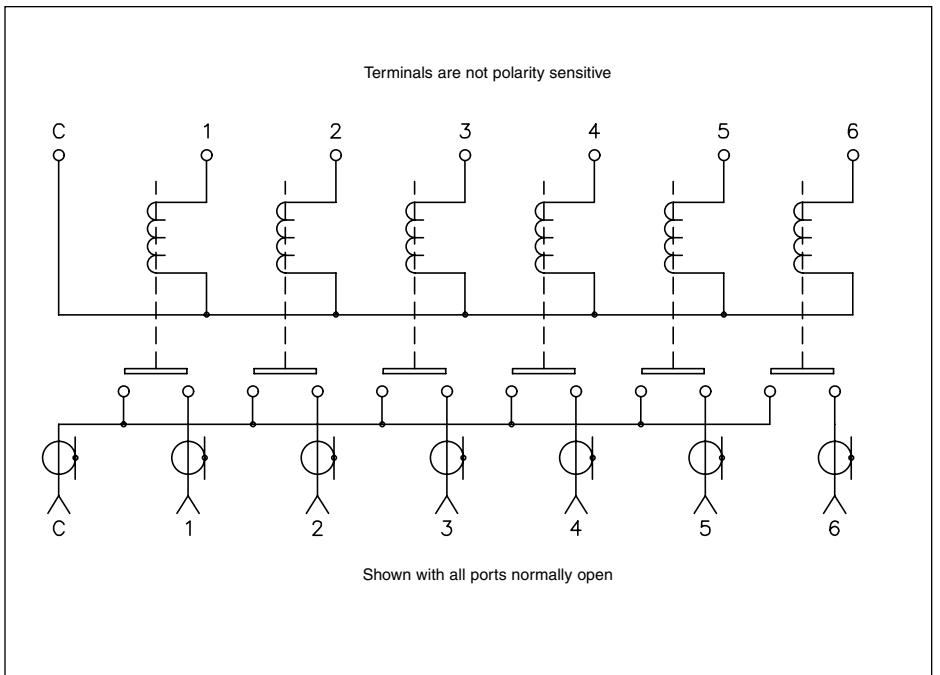 Terminals are not polarity sensitive
C 1 2 3 4 5 6
C 1 2 3 4 5 6
Shown with all ports normally open